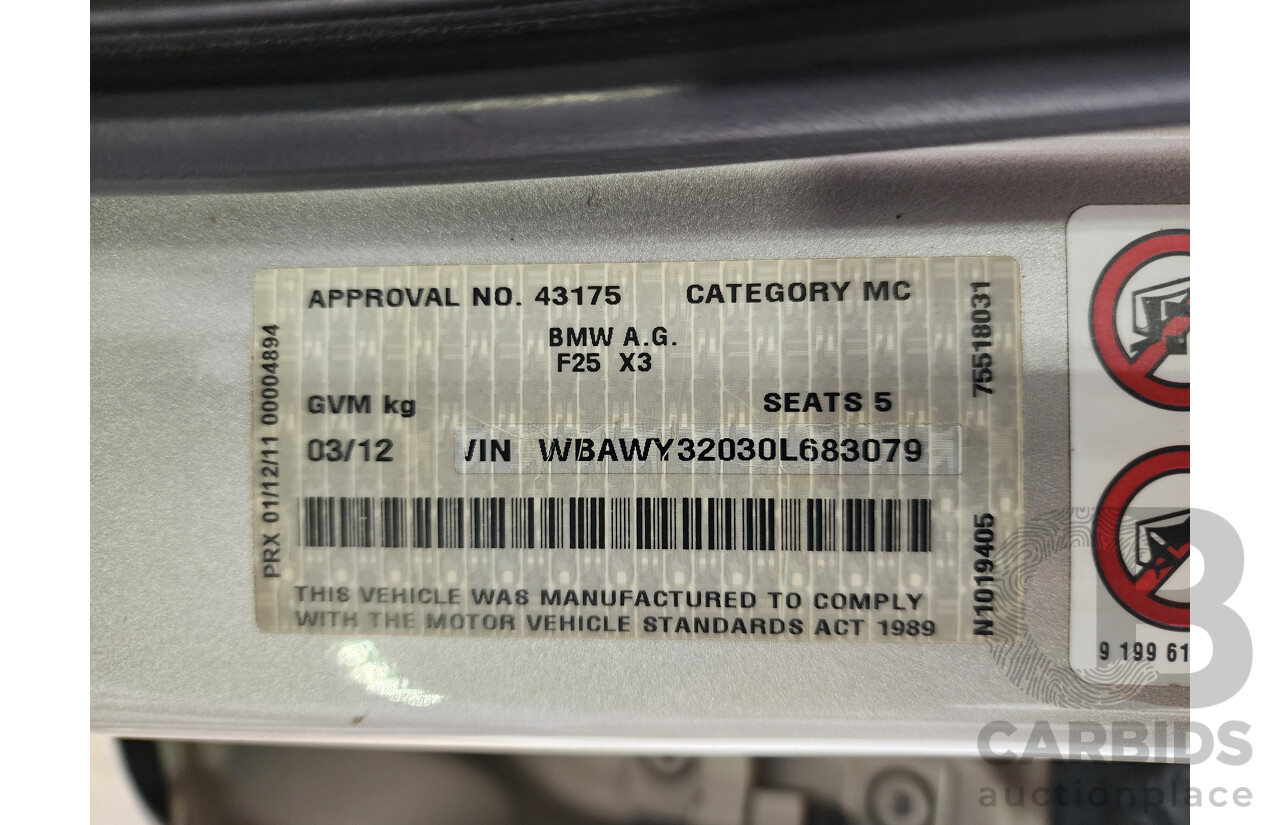 APPROVAL NO. 43175 CATEGORY MC
BMW A.G.
F25 X3
GVM kg SEATS 5
03/12 VIN WBAWY32030L683079
THIS VEHICLE WAS MANUFACTURED TO COMPLY
WITH THE MOTOR VEHICLE STANDARDS ACT 1989
PRX 01/12/11 00004894
75518031
N1019405
9 199 61
CB
CARBIDS
auctionplace